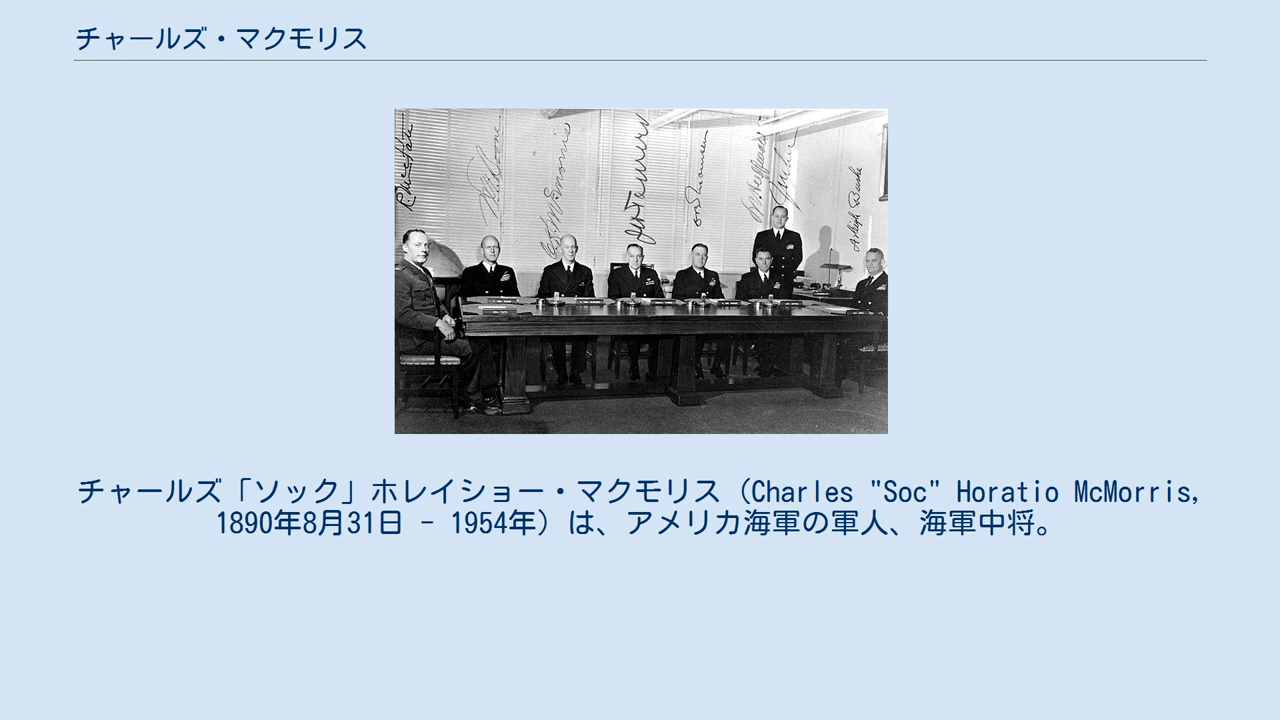 チャールズ・マクモリス
チャールズ「ソック」ホレイショー・マクモリス（Charles "Soc" Horatio McMorris,
1890年8月31日 - 1954年）は、アメリカ海軍の軍人、海軍中将。